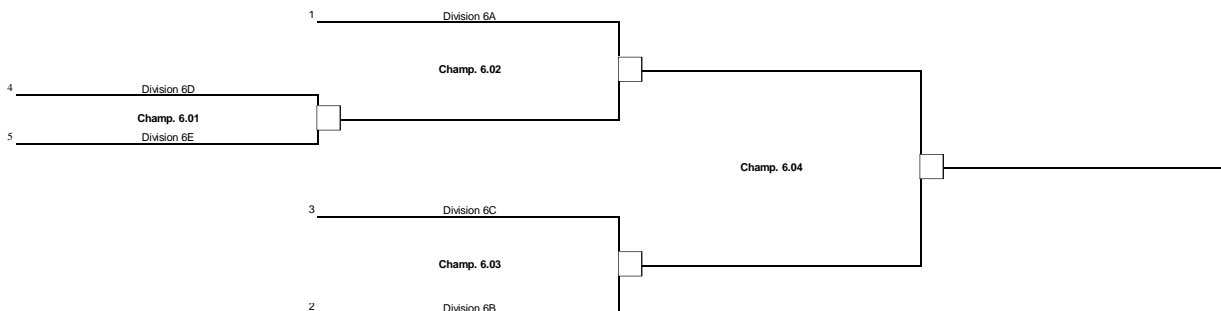 1 Division 6A
Champ. 6.02
4 Division 6D
Champ. 6.01
5 Division 6E
Champ. 6.04
3 Division 6C
Champ. 6.03
2 Division 6B